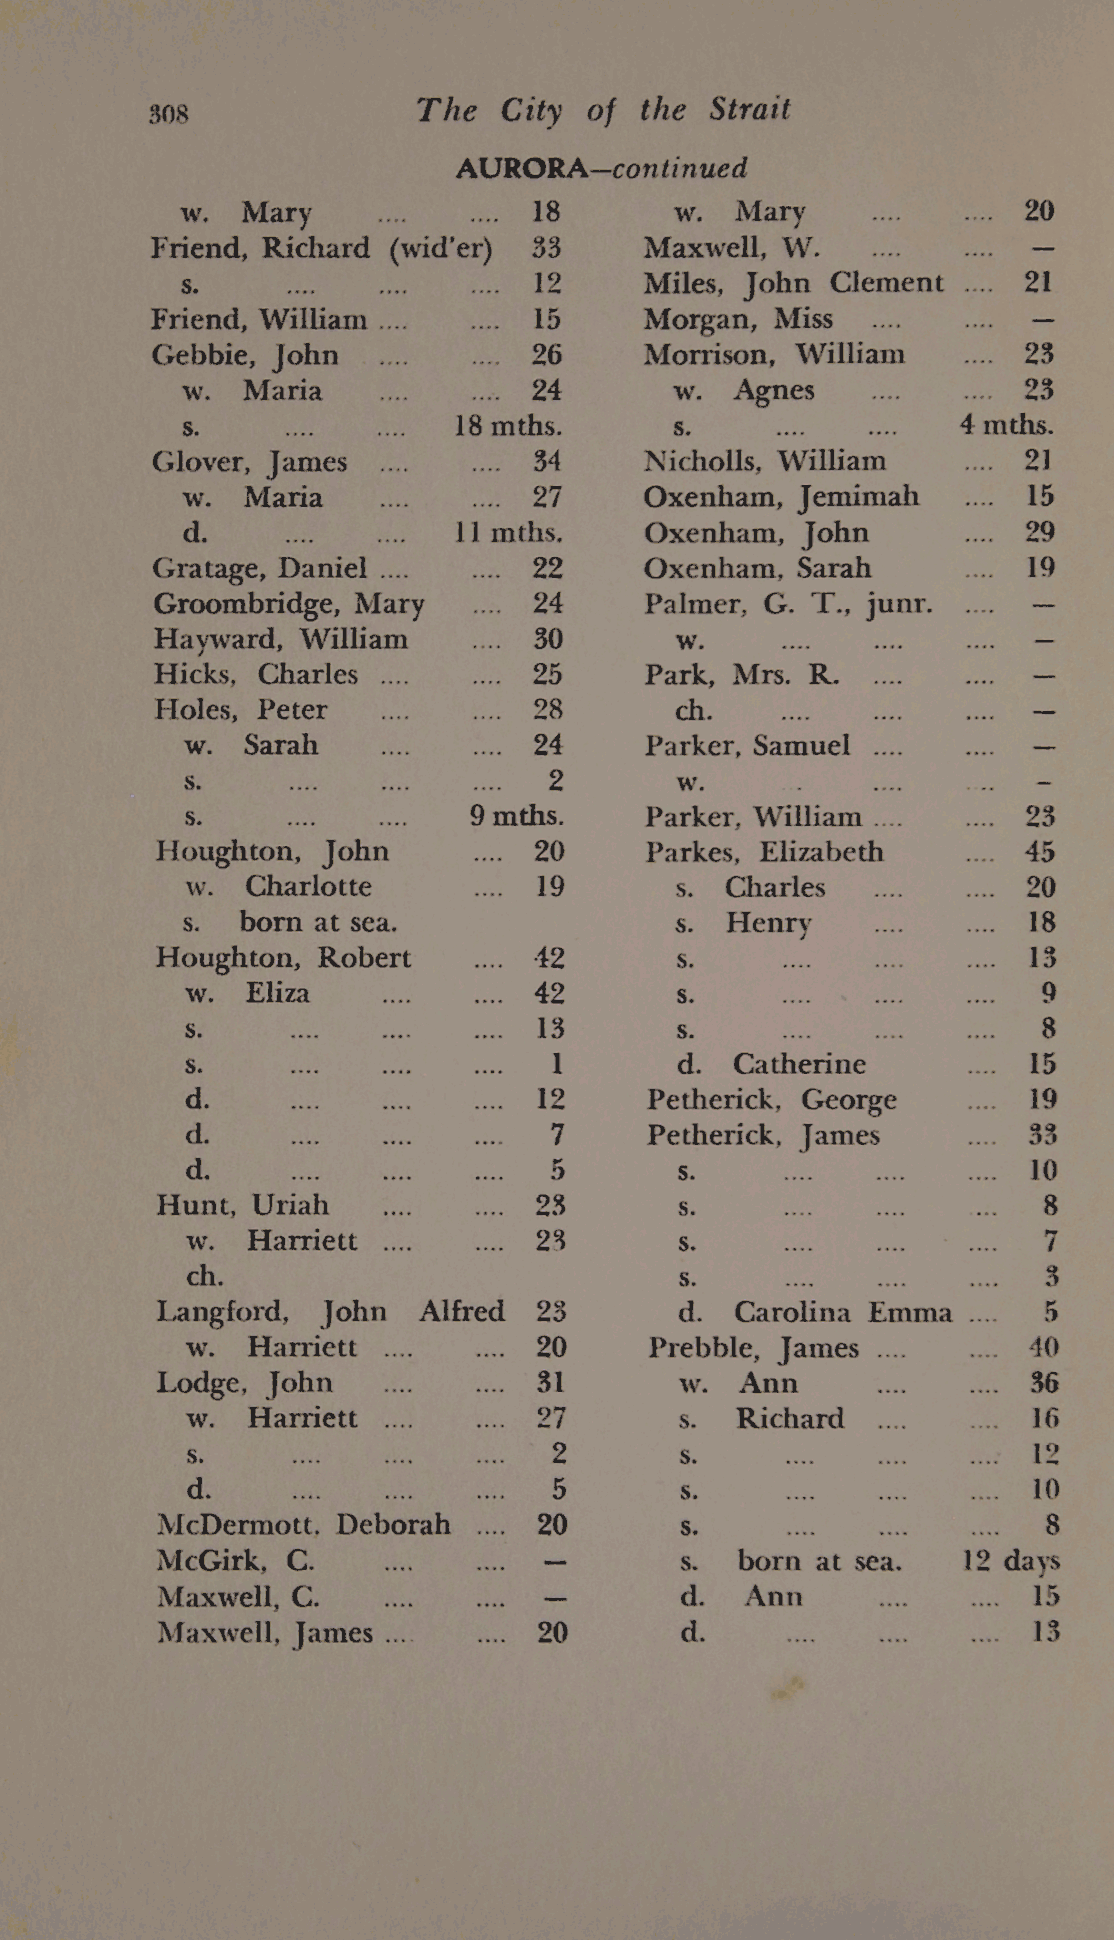 308 The City of the Strait
AURORA—continued
w. Mary .... .... 18
Friend, Richard (wid'er) 33
s. .... .... .... 12
Friend, William .... .... 15
Gebbie, John .... .... 26
w. Maria .... .... 24
s. .... .... 18 mths.
Glover, James .... .... 34
w. Maria .... .... 27
d. .... .... 11 mths.
Gratage, Daniel .... .... 22
Groombridge, Mary .... 24
Hayward, William .... 30
Hicks, Charles .... .... 25
Holes, Peter .... .... 28
w. Sarah .... .... 24
s. .... .... .... 2
s. .... .... 9 mths.
Houghton, John .... 20
w. Charlotte .... 19
s. born at sea.
Houghton, Robert .... 42
w. Eliza .... .... 42
s. .... .... .... 13
s. .... .... .... 1
d. .... .... .... 12
d. .... .... .... 7
d. .... .... .... 5
Hunt, Uriah .... .... 23
w. Harriett .... .... 23
ch.
Langford, John Alfred 23
w. Harriett .... .... 20
Lodge, John .... .... 31
w. Harriett .... .... 27
s. .... .... .... 2
d. .... .... .... 5
McDermott, Deborah .... 20
McGirk, C. .... .... —
Maxwell, C. .... .... —
Maxwell, James .... .... 20
w. Mary .... .... 20
Maxwell, W. .... .... —
Miles, John Clement .... 21
Morgan, Miss .... .... —
Morrison, William .... 23
w. Agnes .... .... 23
s. .... .... 4 mths.
Nicholls, William .... 21
Oxenham, Jemimah .... 15
Oxenham, John .... 29
Oxenham, Sarah .... 19
Palmer, G. T., junr. .... —
w. .... .... .... —
Park, Mrs. R. .... .... —
ch. .... .... .... —
Parker, Samuel .... .... —
w. .... .... .... —
Parker, William .... .... 23
Parkes, Elizabeth .... 45
s. Charles .... .... 20
s. Henry .... .... 18
s. .... .... .... 13
s. .... .... .... 9
s. .... .... .... 8
d. Catherine .... 15
Petherick, George .... 19
Petherick, James .... 33
s. .... .... .... 10
s. .... .... .... 8
s. .... .... .... 7
s. .... .... .... 3
d. Carolina Emma .... 5
Prebble, James .... .... 40
w. Ann .... .... 36
s. Richard .... .... 16
s. .... .... .... 12
s. .... .... .... 10
s. .... .... .... 8
s. born at sea. 12 days
d. Ann .... .... 15
d. .... .... .... 13